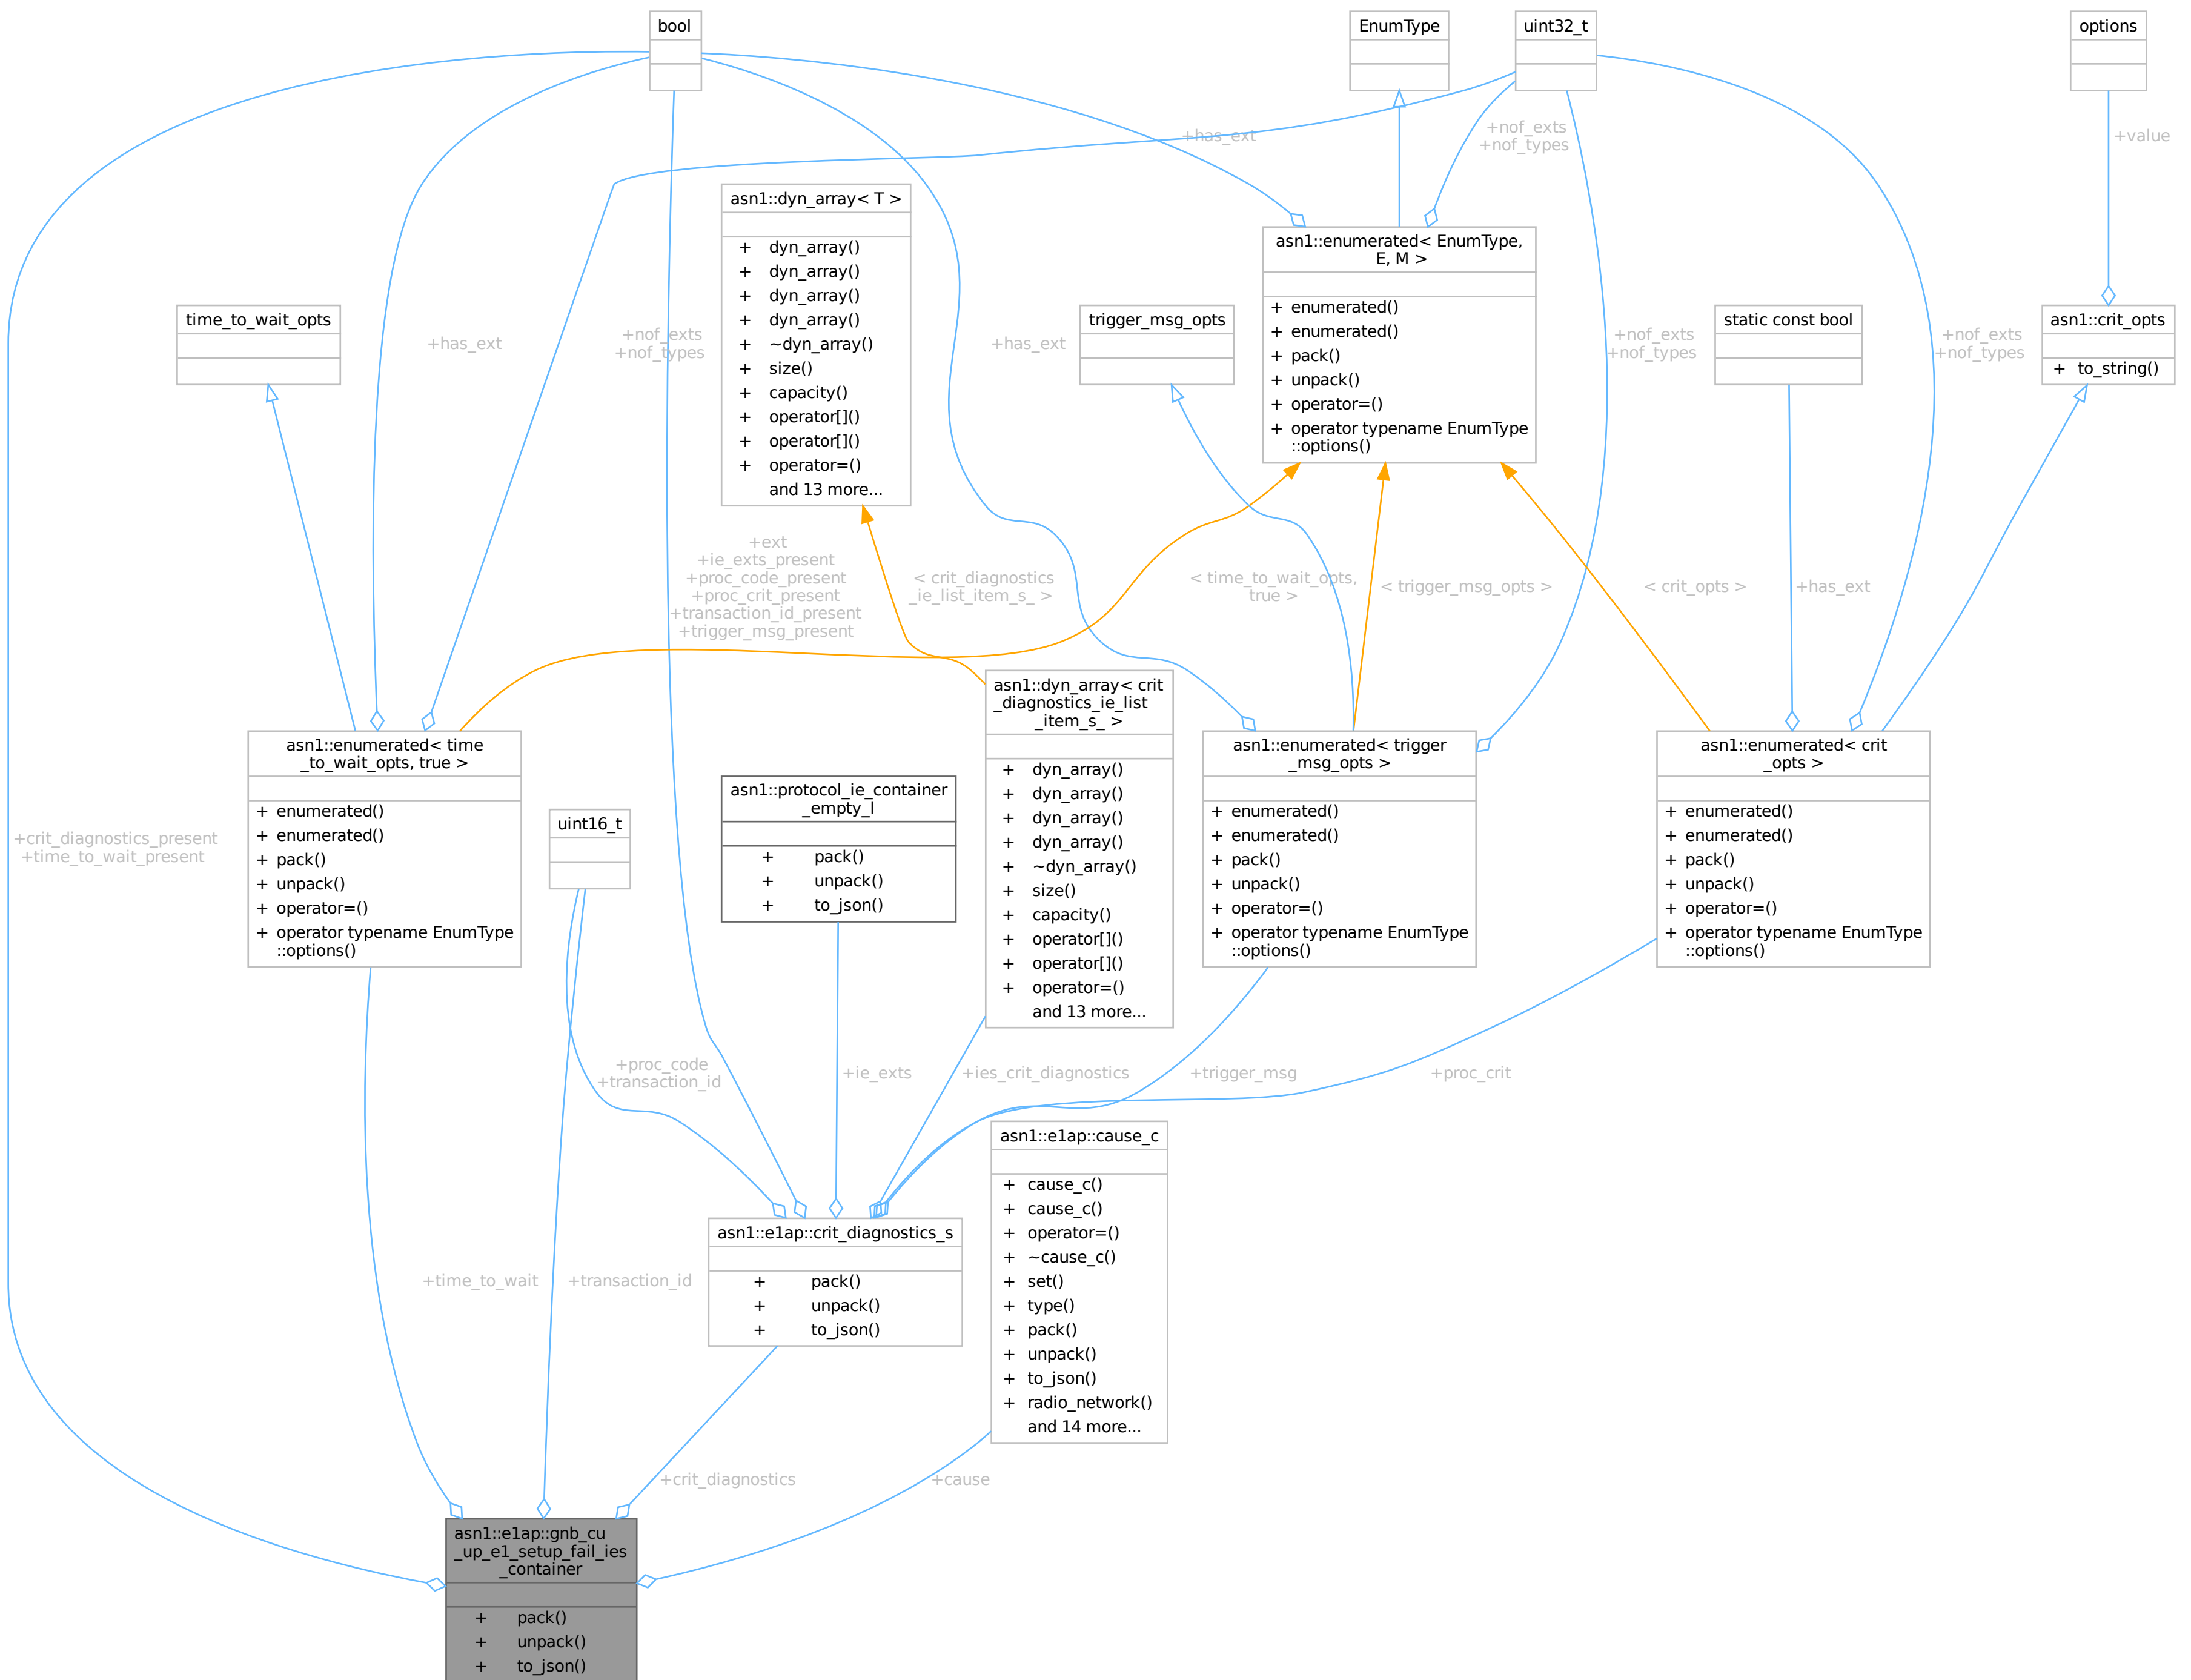 bool
EnumType
uint32_t
options
+has_ext
+nof_exts
+nof_types
+value
asn1::dyn_array< T >
+ dyn_array()
+ dyn_array()
+ dyn_array()
+ dyn_array()
+ ~dyn_array()
+ size()
+ capacity()
+ operator[]()
+ operator[]()
+ operator=()
and 13 more...
asn1::enumerated< EnumType,
E, M >
+ enumerated()
+ enumerated()
+ pack()
+ unpack()
+ operator=()
+ operator typename EnumType
::options()
time_to_wait_opts
trigger_msg_opts
static const bool
asn1::crit_opts
+ to_string()
+has_ext
+nof_exts
+nof_types
+has_ext
+nof_exts
+nof_types
+nof_exts
+nof_types
+ext
+ie_exts_present
+proc_code_present
+proc_crit_present
+transaction_id_present
+trigger_msg_present
< crit_diagnostics
_ie_list_item_s_ >
< time_to_wait_opts,
true >
< trigger_msg_opts >
< crit_opts >
+has_ext
asn1::enumerated< time
_to_wait_opts, true >
+ enumerated()
+ enumerated()
+ pack()
+ unpack()
+ operator=()
+ operator typename EnumType
::options()
asn1::dyn_array< crit
_diagnostics_ie_list
_item_s_ >
+ dyn_array()
+ dyn_array()
+ dyn_array()
+ dyn_array()
+ ~dyn_array()
+ size()
+ capacity()
+ operator[]()
+ operator[]()
+ operator=()
and 13 more...
asn1::enumerated< trigger
_msg_opts >
+ enumerated()
+ enumerated()
+ pack()
+ unpack()
+ operator=()
+ operator typename EnumType
::options()
asn1::enumerated< crit
_opts >
+ enumerated()
+ enumerated()
+ pack()
+ unpack()
+ operator=()
+ operator typename EnumType
::options()
+crit_diagnostics_present
+time_to_wait_present
uint16_t
asn1::protocol_ie_container
_empty_l
+ pack()
+ unpack()
+ to_json()
+proc_code
+transaction_id
+ie_exts
+ies_crit_diagnostics
+trigger_msg
+proc_crit
asn1::e1ap::cause_c
+ cause_c()
+ cause_c()
+ operator=()
+ ~cause_c()
+ set()
+ type()
+ pack()
+ unpack()
+ to_json()
+ radio_network()
and 14 more...
asn1::e1ap::crit_diagnostics_s
+ pack()
+ unpack()
+ to_json()
+time_to_wait
+transaction_id
+crit_diagnostics
+cause
asn1::e1ap::gnb_cu
_up_e1_setup_fail_ies
_container
+ pack()
+ unpack()
+ to_json()